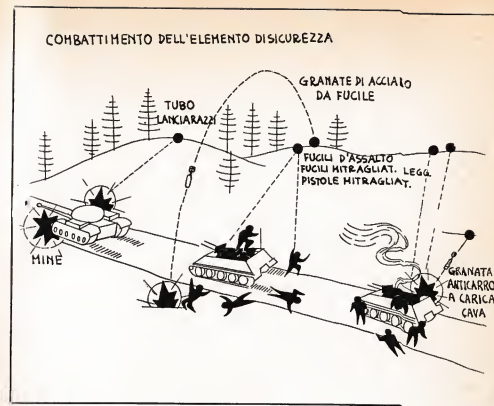 COMBATTIMENTO DELL'ELEMENTO DI SICUREZZA
GRANATE DI ACCIAIO
DA FUCILE
TUBO
LANCIARAZZI
FUCILI D'ASSALTO
FUCILI MITRAGLIAT. LEGG.
PISTOLE MITRAGLIAT.
MINE
GRANATA
ANTICARRO
A CARICA
CAVA